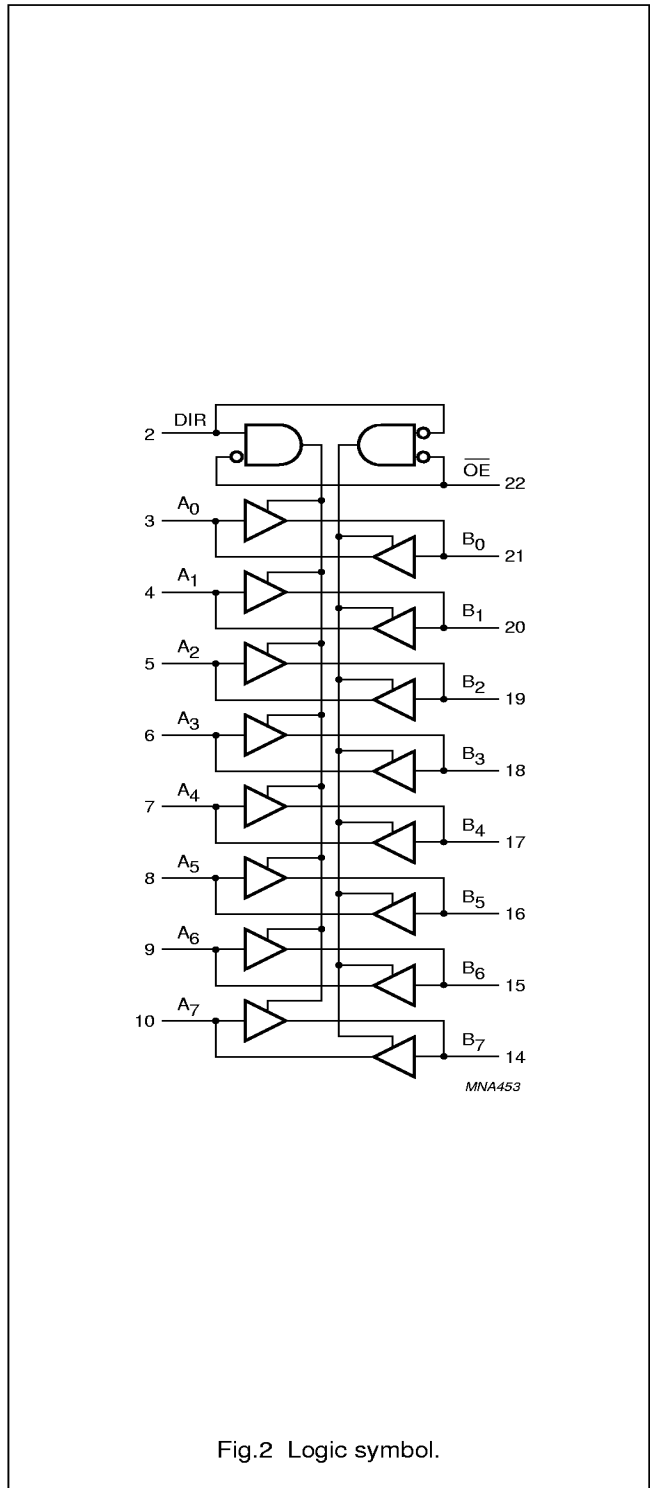 2 DIR
OE
22
3 A0
B0 21
4 A1
B1 20
5 A2
B2 19
6 A3
B3 18
7 A4
B4 17
8 A5
B5 16
9 A6
B6 15
10 A7
B7 14
MNA453
Fig.2 Logic symbol.